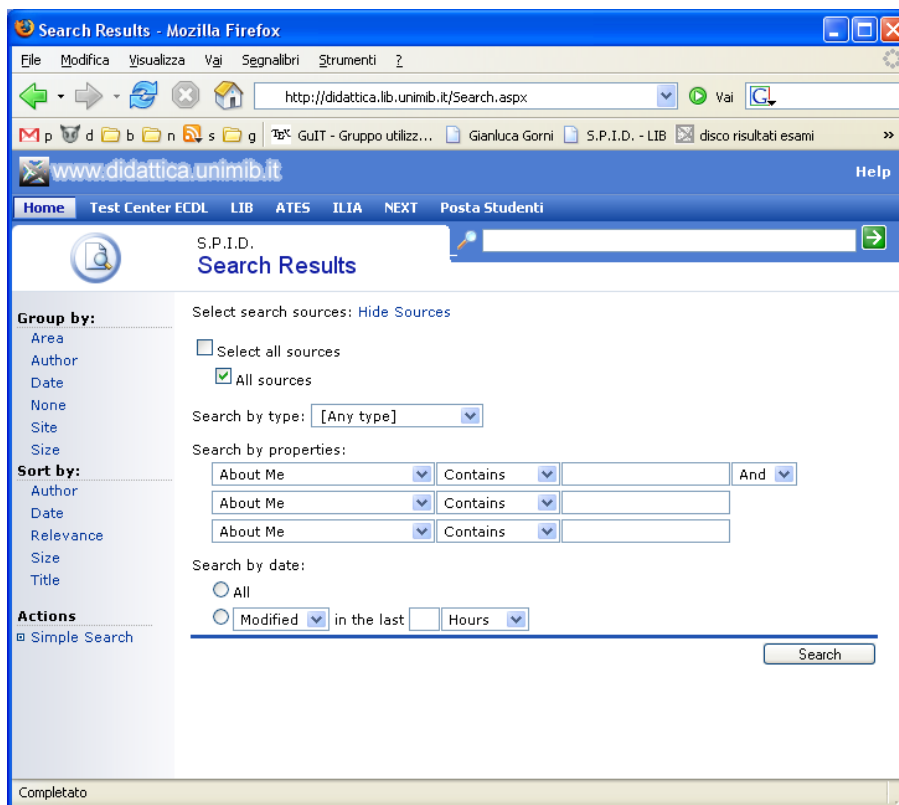 Search Results - Mozilla Firefox
File Modifica Visualizza Vai Segnalibri Strumenti ?
http://didattica.lib.unimib.it/Search.aspx Vai G
p d b n s g TEX GuIT - Gruppo utilizz... Gianluca Gorni S.P.I.D. - LIB disco risultati esami »
www.didattica.unimib.it Help
Home Test Center ECDL LIB ATES ILIA NEXT Posta Studenti
S.P.I.D.
Search Results
Select search sources: Hide Sources
Select all sources
All sources
Search by type: [Any type]
Search by properties:
About Me Contains And
About Me Contains
About Me Contains
Search by date:
All
Modified in the last Hours
Search
Group by:
Area
Author
Date
None
Site
Size
Sort by:
Author
Date
Relevance
Size
Title
Actions
Simple Search
Completato